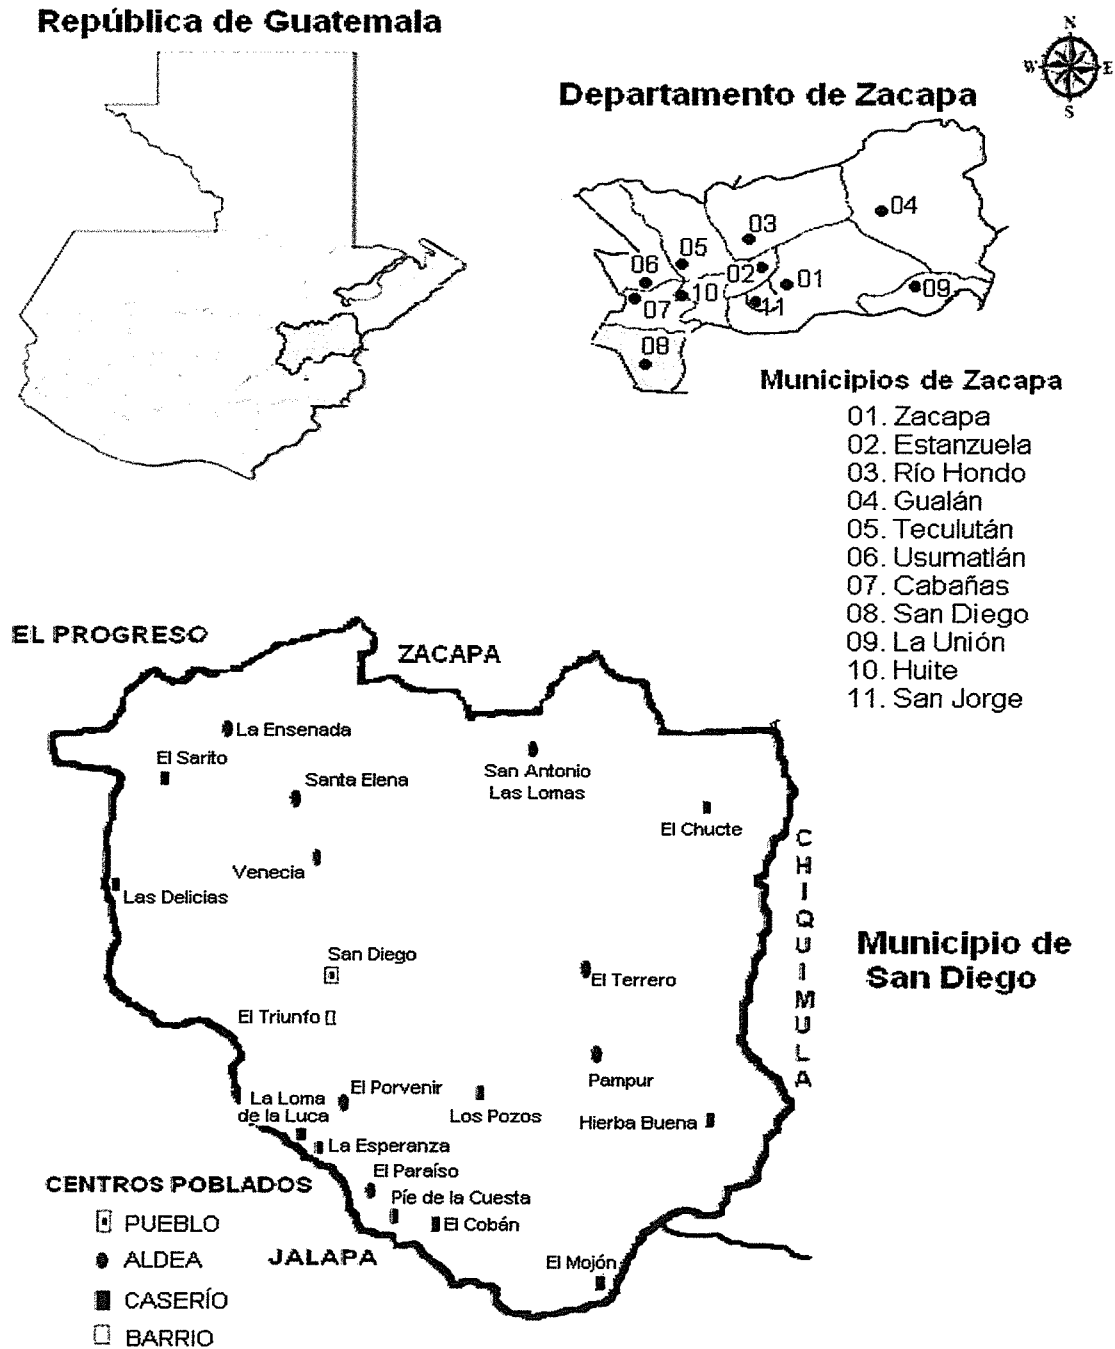 República de Guatemala
N
W
E
S
Departamento de Zacapa
04
03
05
06
02
01
10
09
07
11
08
Municipios de Zacapa
01. Zacapa
02. Estanzuela
03. Río Hondo
04. Gualán
05. Teculután
06. Usumatlán
07. Cabañas
08. San Diego
09. La Unión
10. Huite
11. San Jorge
EL PROGRESO
ZACAPA
La Ensenada
El Sarito
San Antonio
Las Lomas
Santa Elena
El Chucte
CHIQUIMULA
Venecia
Las Delicias
Municipio de
San Diego
San Diego
El Terrero
El Triunfo
Pampur
El Porvenir
La Loma
de la Luca
Los Pozos
Hierba Buena
La Esperanza
El Paraíso
Píe de la Cuesta
El Cobán
El Mojón
JALAPA
CENTROS POBLADOS
PUEBLO
ALDEA
CASERÍO
BARRIO